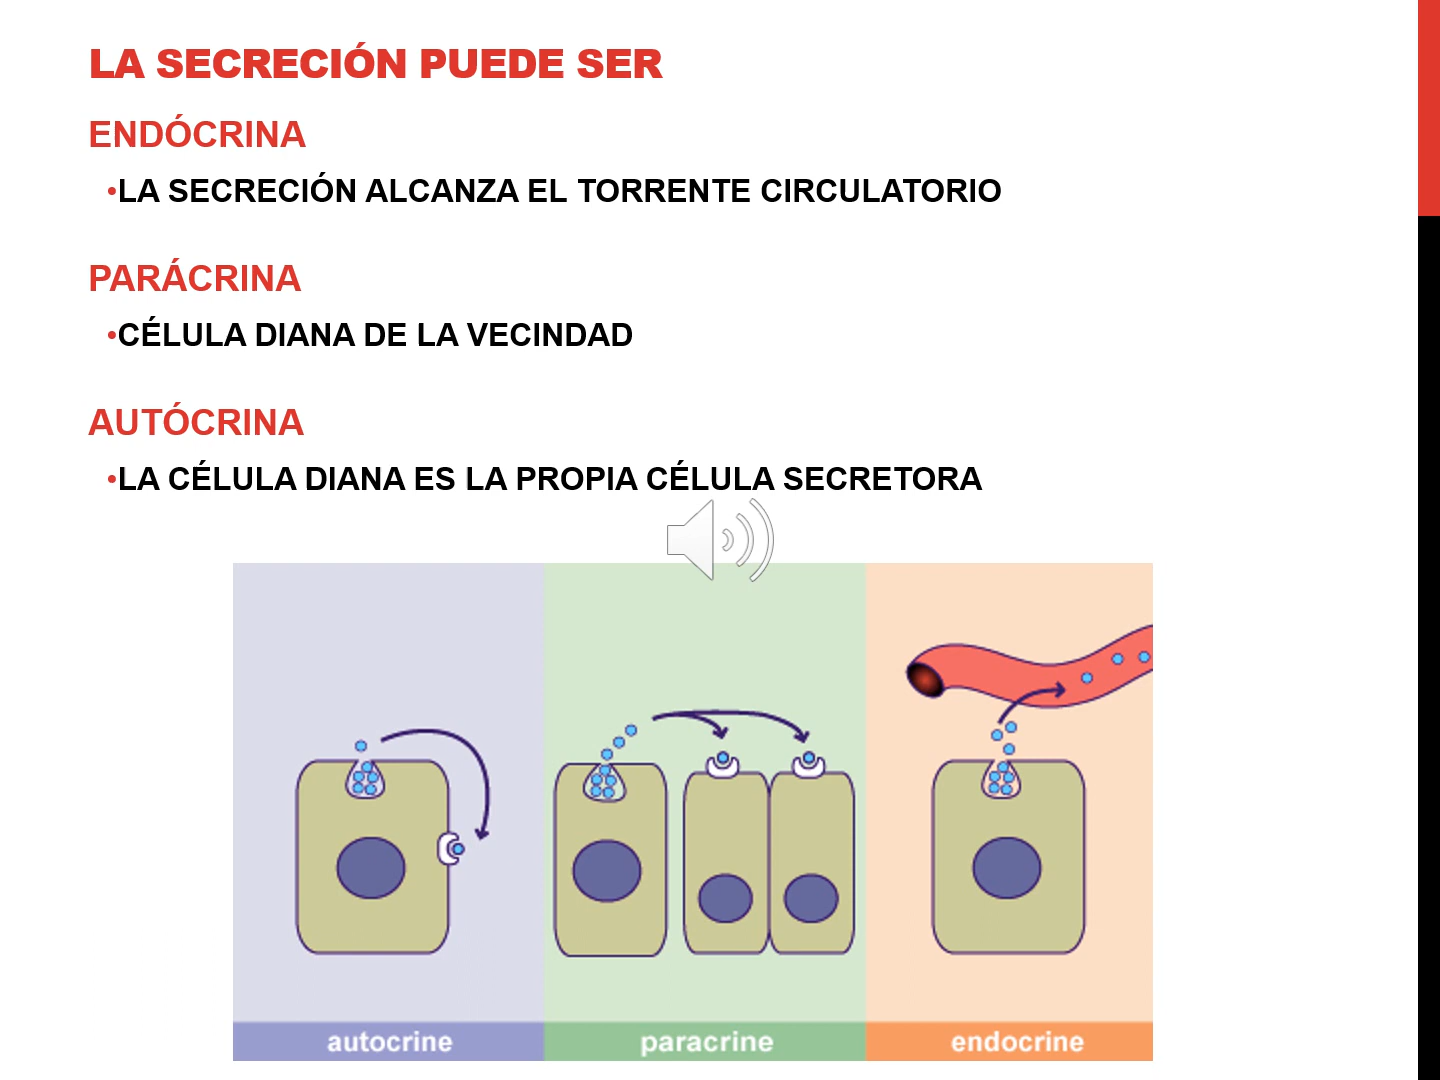 LA SECRECIÓN PUEDE SER
ENDÓCRINA
•LA SECRECIÓN ALCANZA EL TORRENTE CIRCULATORIO
PARÁCRINA
•CÉLULA DIANA DE LA VECINDAD
AUTÓCRINA
•LA CÉLULA DIANA ES LA PROPIA CÉLULA SECRETORA
autocrine
paracrine
endocrine